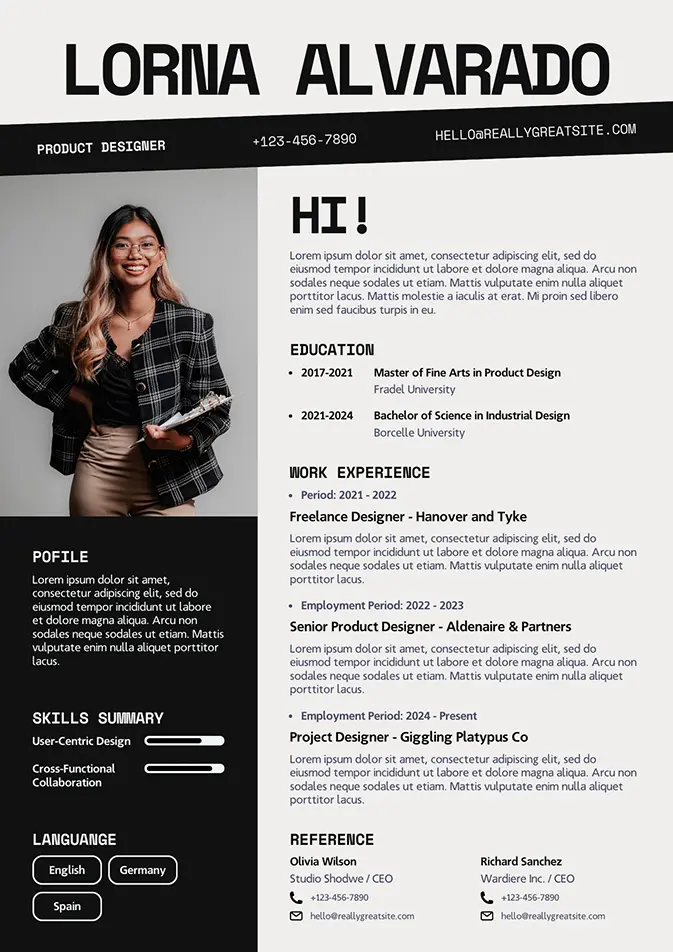 LORNA ALVARADO
PRODUCT DESIGNER
+123-456-7890
HELLO@REALLYGREATSITE.COM
HI!
Lorem ipsum dolor sit amet, consectetur adipiscing elit, sed do
eiusmod tempor incididunt ut labore et dolore magna aliqua. Arcu non
sodales neque sodales ut etiam. Mattis vulputate enim nulla aliquet
porttitor lacus. Mattis molestie a iaculis at erat. Mi proin sed libero
enim sed faucibus turpis in eu.
EDUCATION
• 2017-2021 Master of Fine Arts in Product Design
Fradel University
• 2021-2024 Bachelor of Science in Industrial Design
Borcelle University
WORK EXPERIENCE
• Period: 2021 - 2022
Freelance Designer - Hanover and Tyke
Lorem ipsum dolor sit amet, consectetur adipiscing elit, sed do
eiusmod tempor incididunt ut labore et dolore magna aliqua. Arcu non
sodales neque sodales ut etiam. Mattis vulputate enim nulla aliquet
porttitor lacus.
• Employment Period: 2022 - 2023
Senior Product Designer - Aldenaire & Partners
Lorem ipsum dolor sit amet, consectetur adipiscing elit, sed do
eiusmod tempor incididunt ut labore et dolore magna aliqua. Arcu non
sodales neque sodales ut etiam. Mattis vulputate enim nulla aliquet
porttitor lacus.
• Employment Period: 2024 - Present
Project Designer - Giggling Platypus Co
Lorem ipsum dolor sit amet, consectetur adipiscing elit, sed do
eiusmod tempor incididunt ut labore et dolore magna aliqua. Arcu non
sodales neque sodales ut etiam. Mattis vulputate enim nulla aliquet
porttitor lacus.
REFERENCE
Olivia Wilson
Studio Shodwe / CEO
+123-456-7890
hello@reallygreatsite.com
Richard Sanchez
Wardiere Inc. / CEO
+123-456-7890
hello@reallygreatsite.com
POFILE
Lorem ipsum dolor sit amet,
consectetur adipiscing elit, sed do
eiusmod tempor incididunt ut labore
et dolore magna aliqua. Arcu non
sodales neque sodales ut etiam. Mattis
vulputate enim nulla aliquet porttitor
lacus.
SKILLS SUMMARY
User-Centric Design
Cross-Functional
Collaboration
LANGUANGE
English Germany
Spain